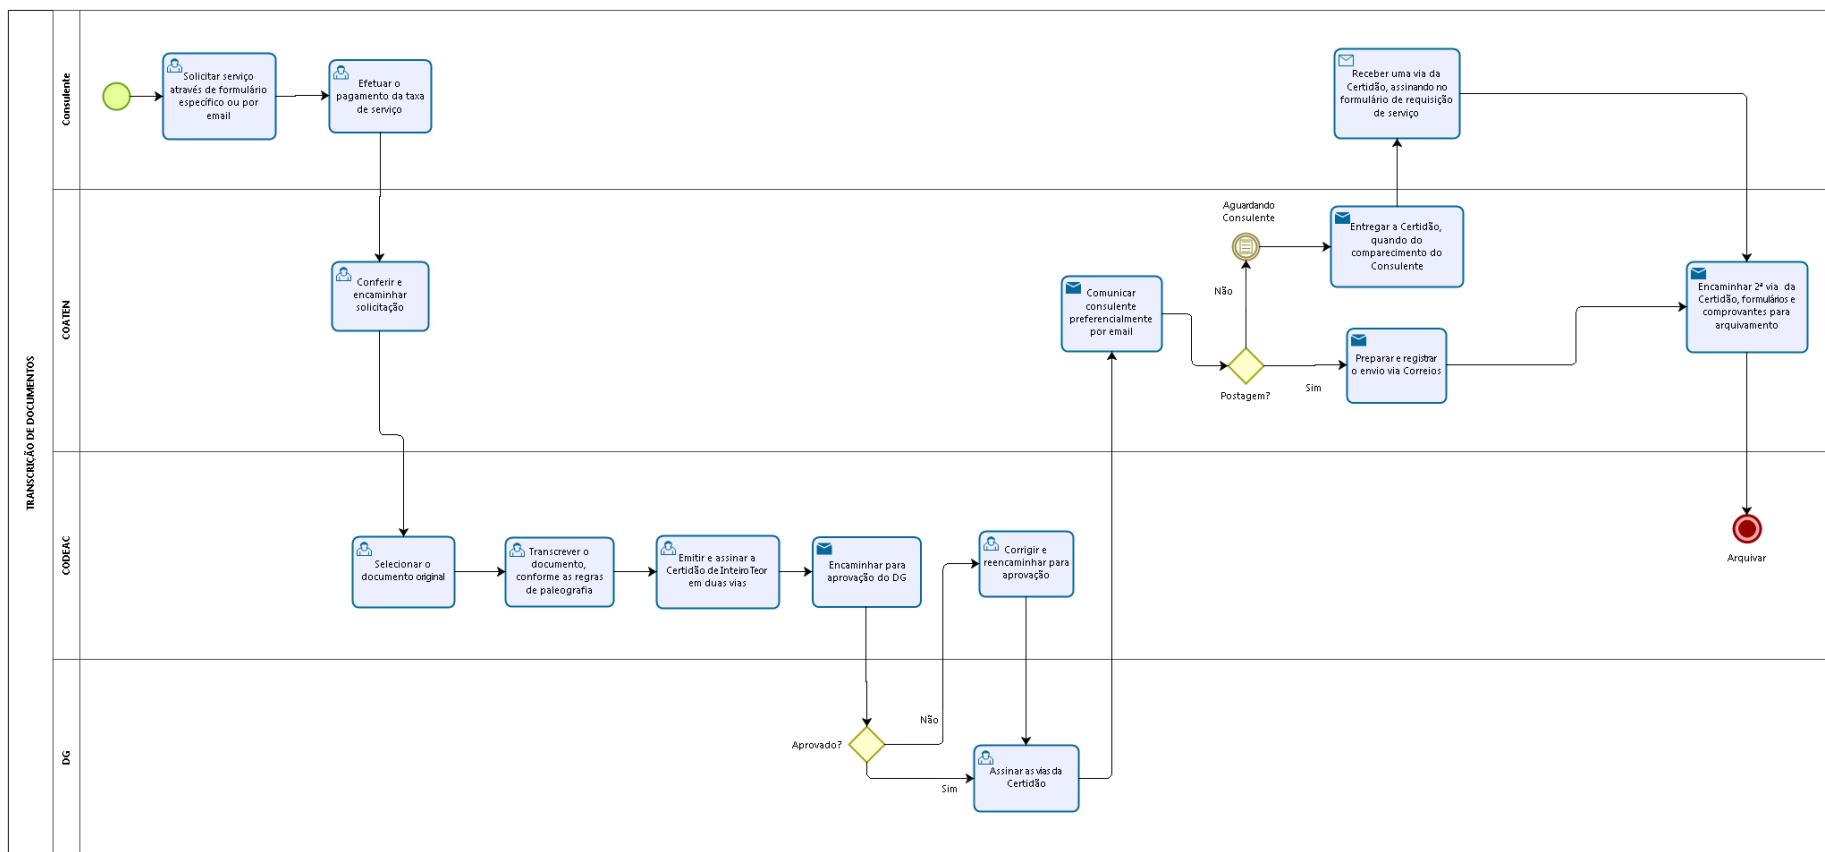 TRANSCRIÇÃO DE DOCUMENTOS
Consulente
Solicitar serviço
através de formulário
específico ou por
email
Efetuar o
pagamento da taxa
de serviço
Receber uma via da
Certidão, assinando no
formulário de requisição
de serviço
COATEN
Conferir e
encaminhar
solicitação
Comunicar
consulente
preferencialmente
por email
Aguardando
Consulente
Não
Postagem?
Sim
Entregar a Certidão,
quando do
comparecimento do
Consulente
Preparar e registrar
o envio via Correios
Encaminhar 2ª via da
Certidão, formulários e
comprovantes para
arquivamento
CODEAC
Selecionar o
documento original
Transcrever o
documento,
conforme as regras
de paleografia
Emitir e assinar a
Certidão de Inteiro Teor
em duas vias
Encaminhar para
aprovação do DG
Corrigir e
reencaminhar para
aprovação
Arquivar
DG
Aprovado?
Não
Sim
Assinar as vias da
Certidão